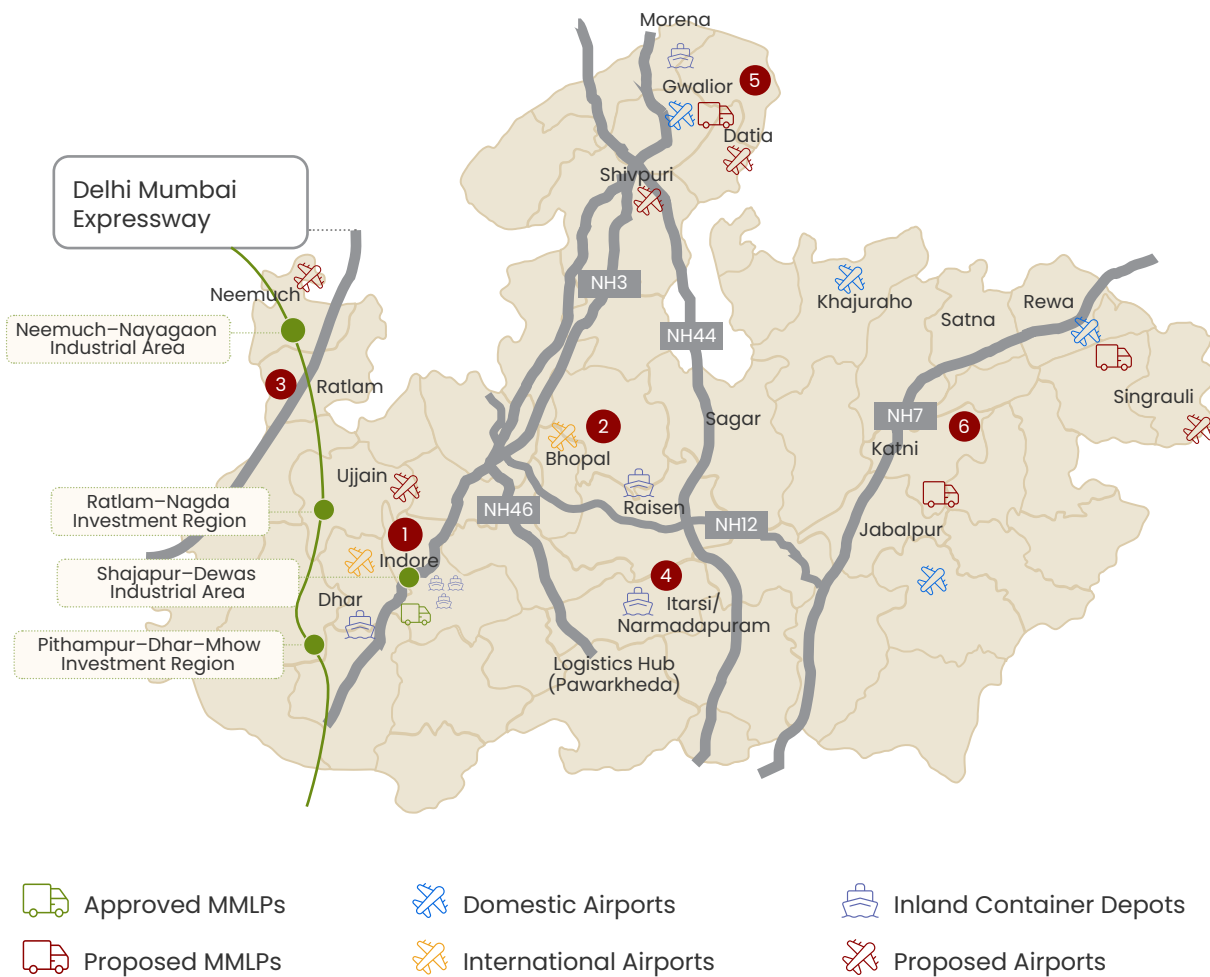 Morena
5
Gwalior
Datia
Shivpuri
Delhi Mumbai
Expressway
Neemuch
NH3
Khajuraho
Rewa
Satna
Neemuch–Nayagaon
Industrial Area
NH44
3
Ratlam
Singrauli
Sagar
NH7
2
6
Katni
Bhopal
Ujjain
Ratlam–Nagda
Investment Region
NH46
Raisen
NH12
Jabalpur
1
Indore
Shajapur–Dewas
Industrial Area
4
Dhar
Itarsi/
Narmadapuram
Pithampur–Dhar–Mhow
Investment Region
Logistics Hub
(Pawarkheda)
Approved MMLPs
Domestic Airports
Inland Container Depots
Proposed MMLPs
International Airports
Proposed Airports